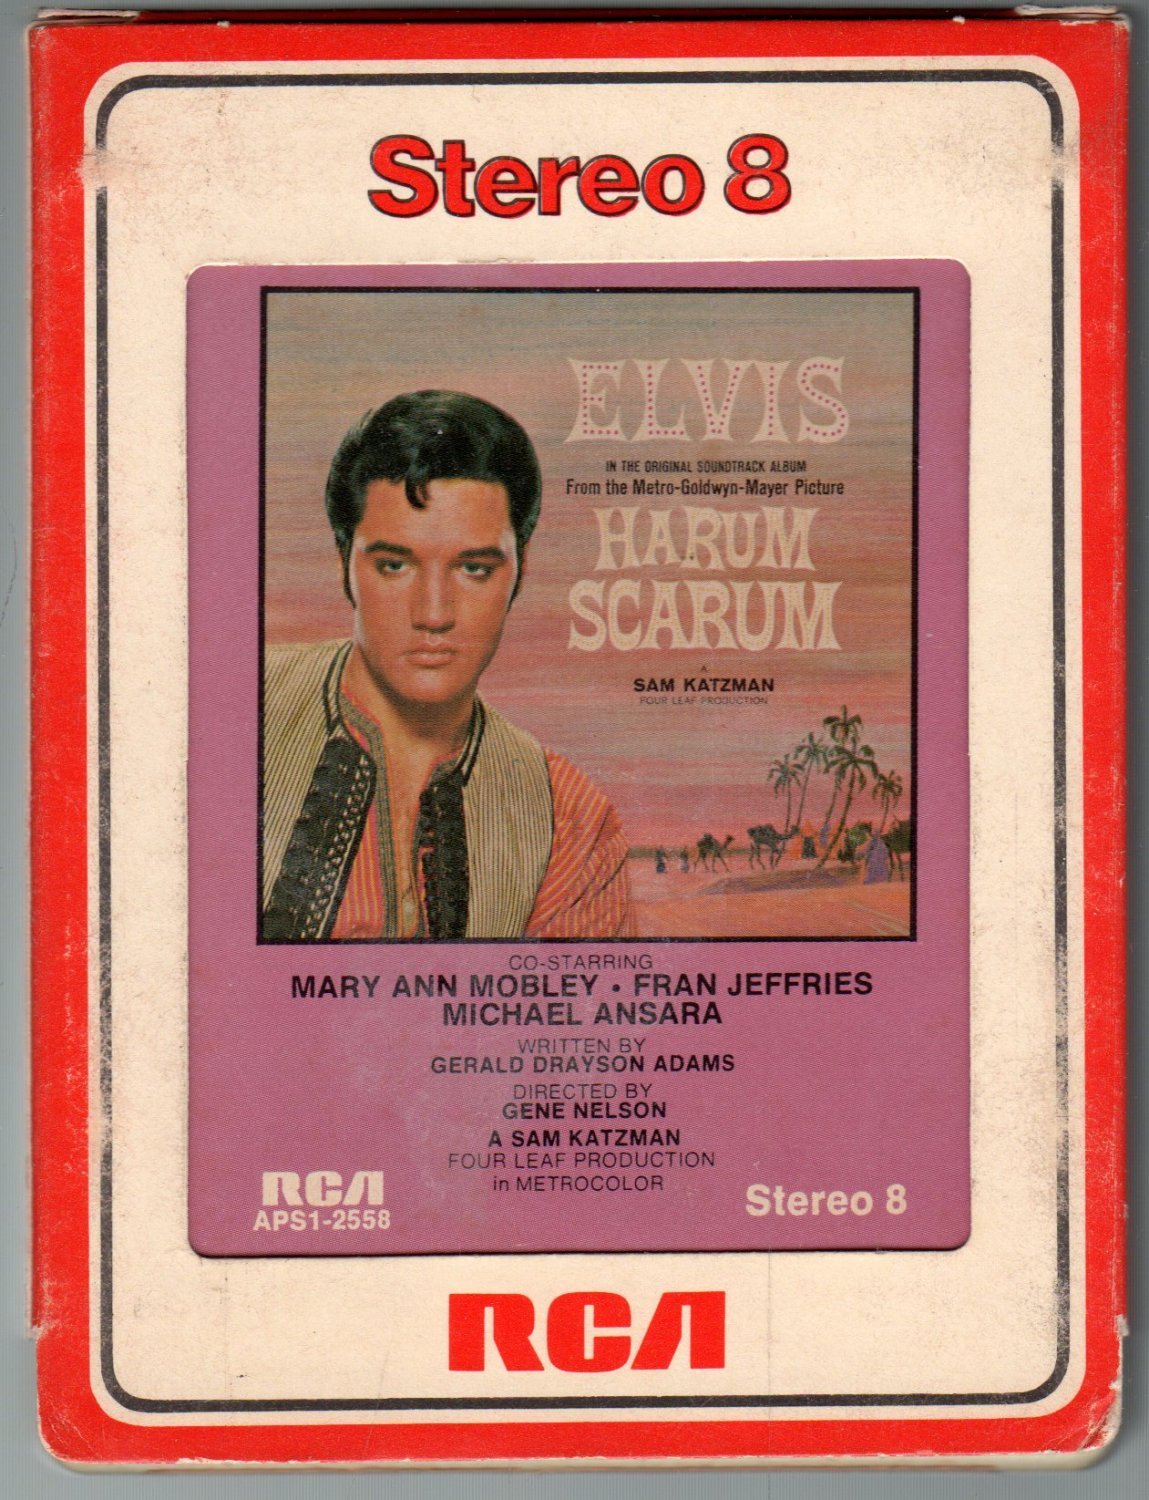 Stereo 8
ELVIS
IN THE ORIGINAL SOUNDTRACK ALBUM
From the Metro-Goldwyn-Mayer Picture
HARUM
SCARUM
A
SAM KATZMAN
FOUR LEAF PRODUCTION
CO-STARRING
MARY ANN MOBLEY • FRAN JEFFRIES
MICHAEL ANSARA
WRITTEN BY
GERALD DRAYSON ADAMS
DIRECTED BY
GENE NELSON
A SAM KATZMAN
FOUR LEAF PRODUCTION
in METROCOLOR
RCA
APS1-2558
Stereo 8
RCA